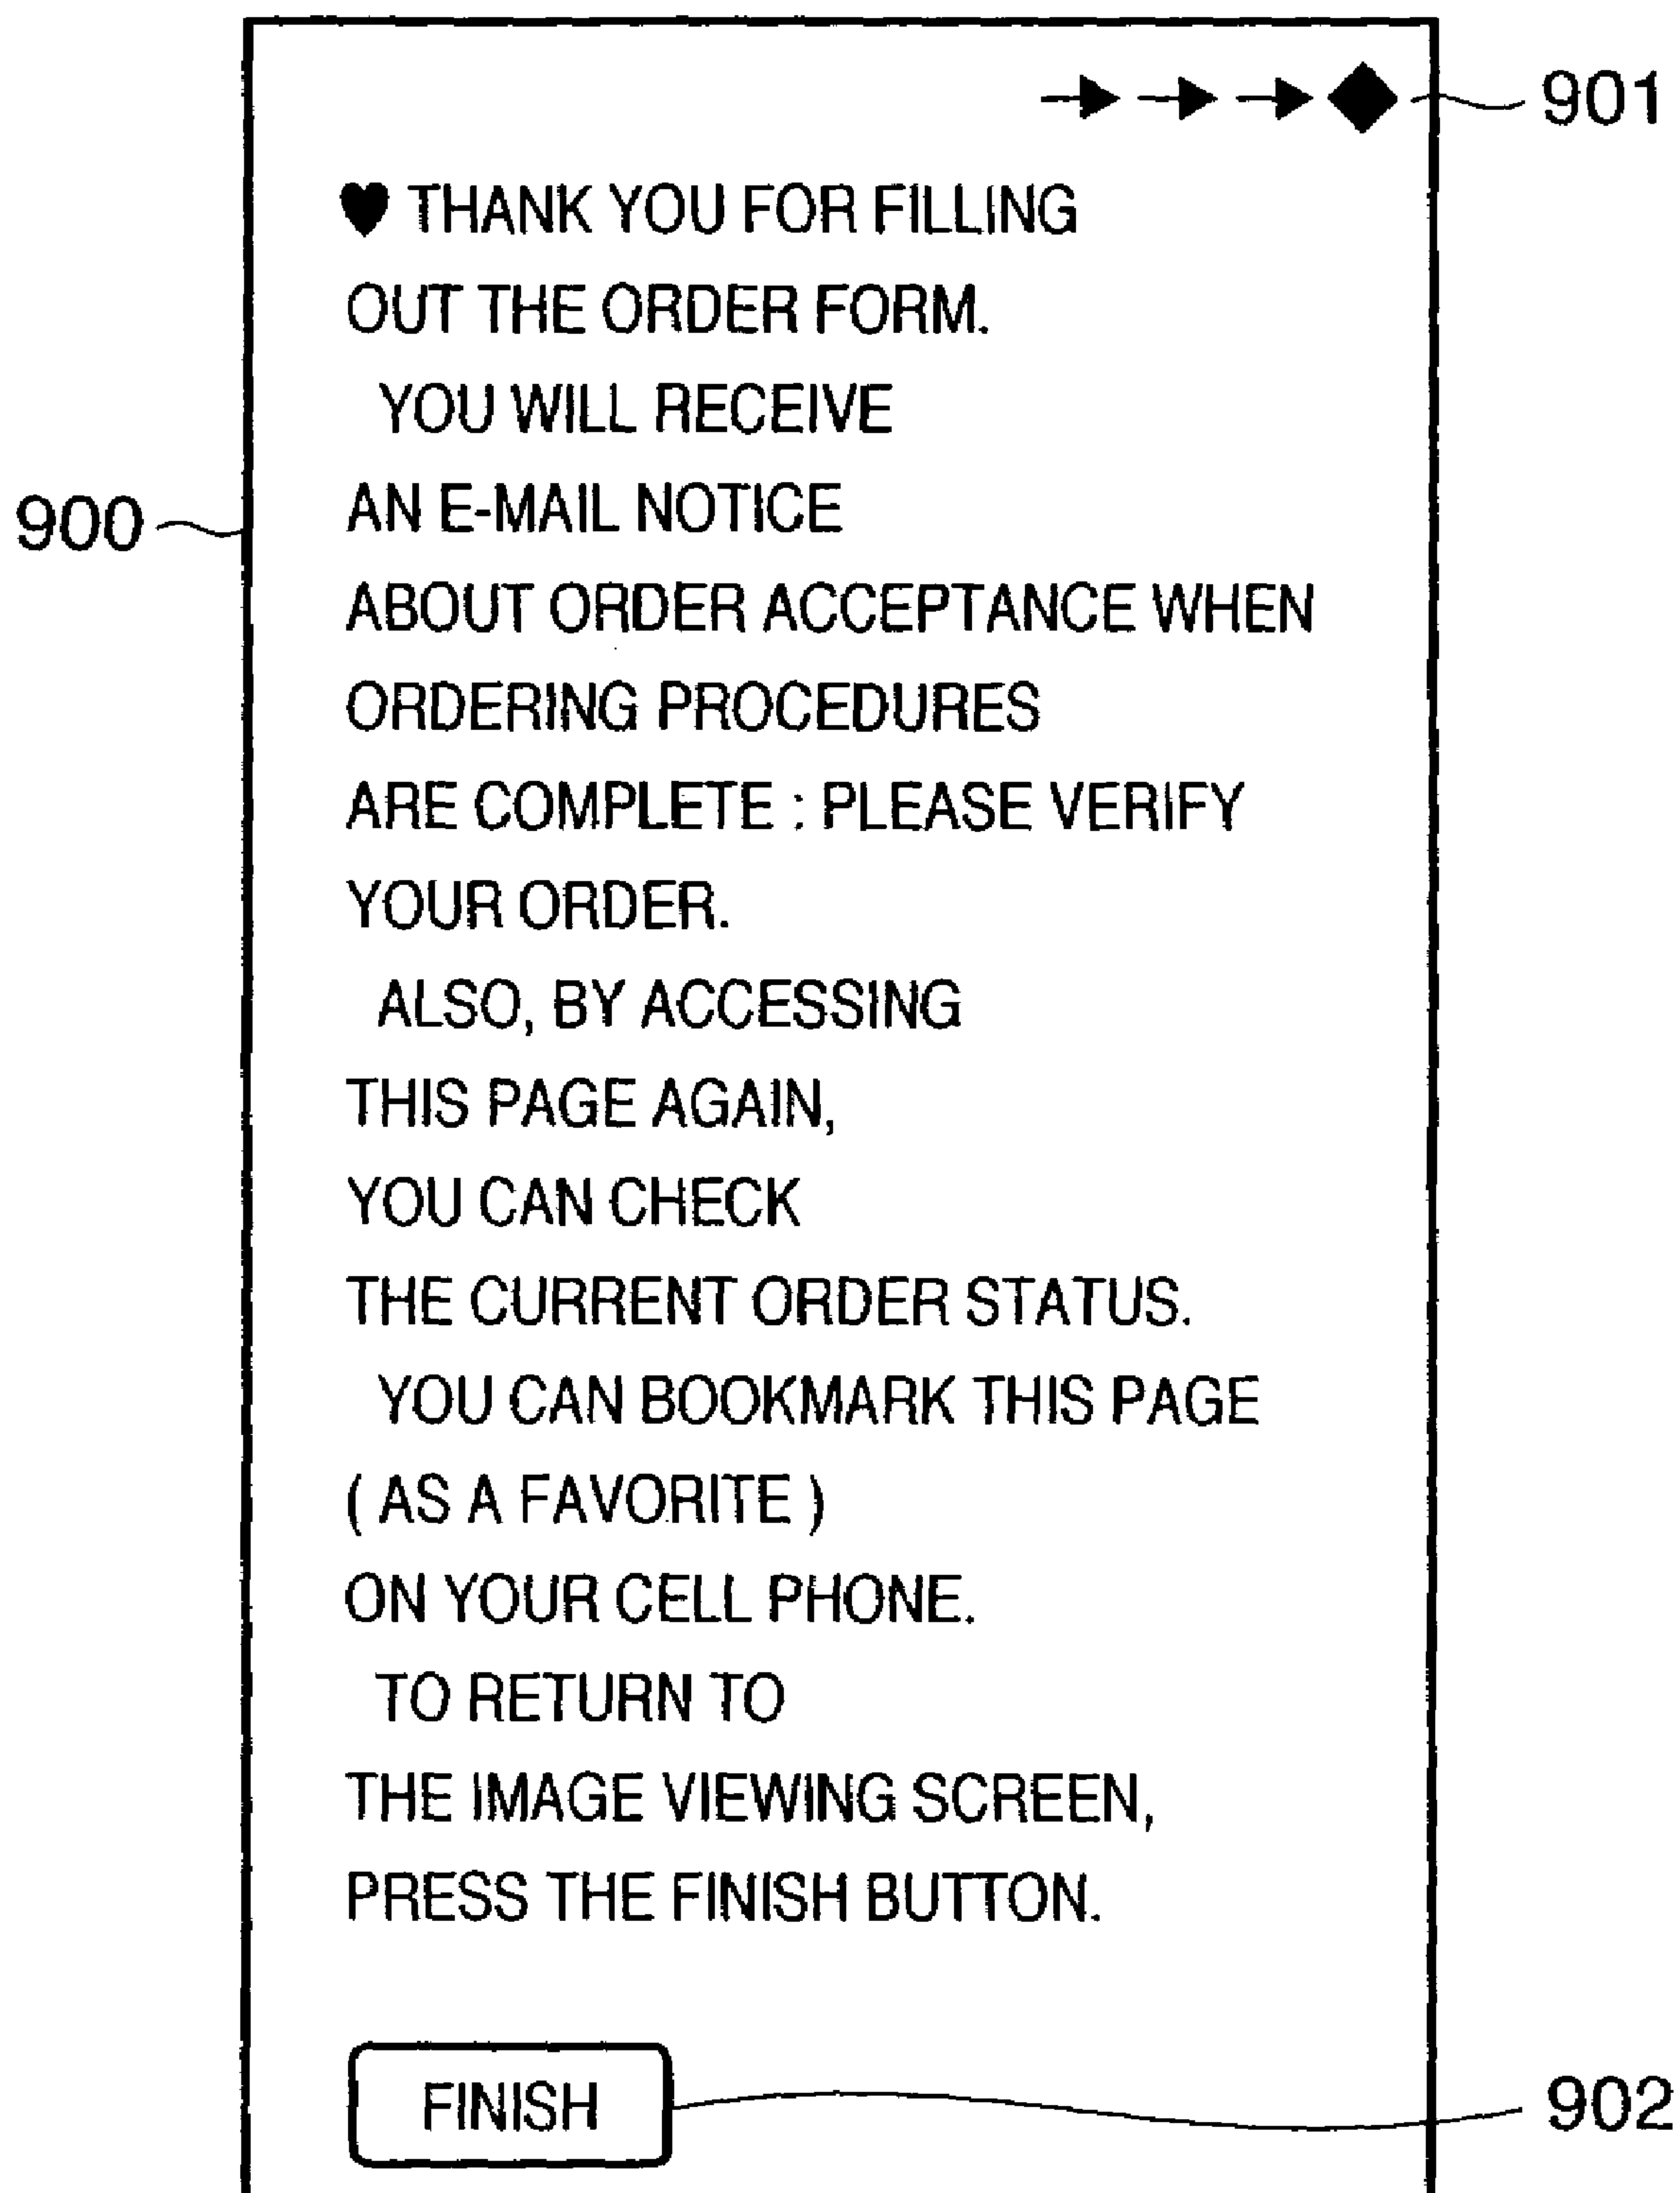 901
♥ THANK YOU FOR FILLING
OUT THE ORDER FORM.
YOU WILL RECEIVE
900
AN E-MAIL NOTICE
ABOUT ORDER ACCEPTANCE WHEN
ORDERING PROCEDURES
ARE COMPLETE : PLEASE VERIFY
YOUR ORDER.
ALSO, BY ACCESSING
THIS PAGE AGAIN,
YOU CAN CHECK
THE CURRENT ORDER STATUS.
YOU CAN BOOKMARK THIS PAGE
( AS A FAVORITE )
ON YOUR CELL PHONE.
TO RETURN TO
THE IMAGE VIEWING SCREEN,
PRESS THE FINISH BUTTON.
FINISH
902